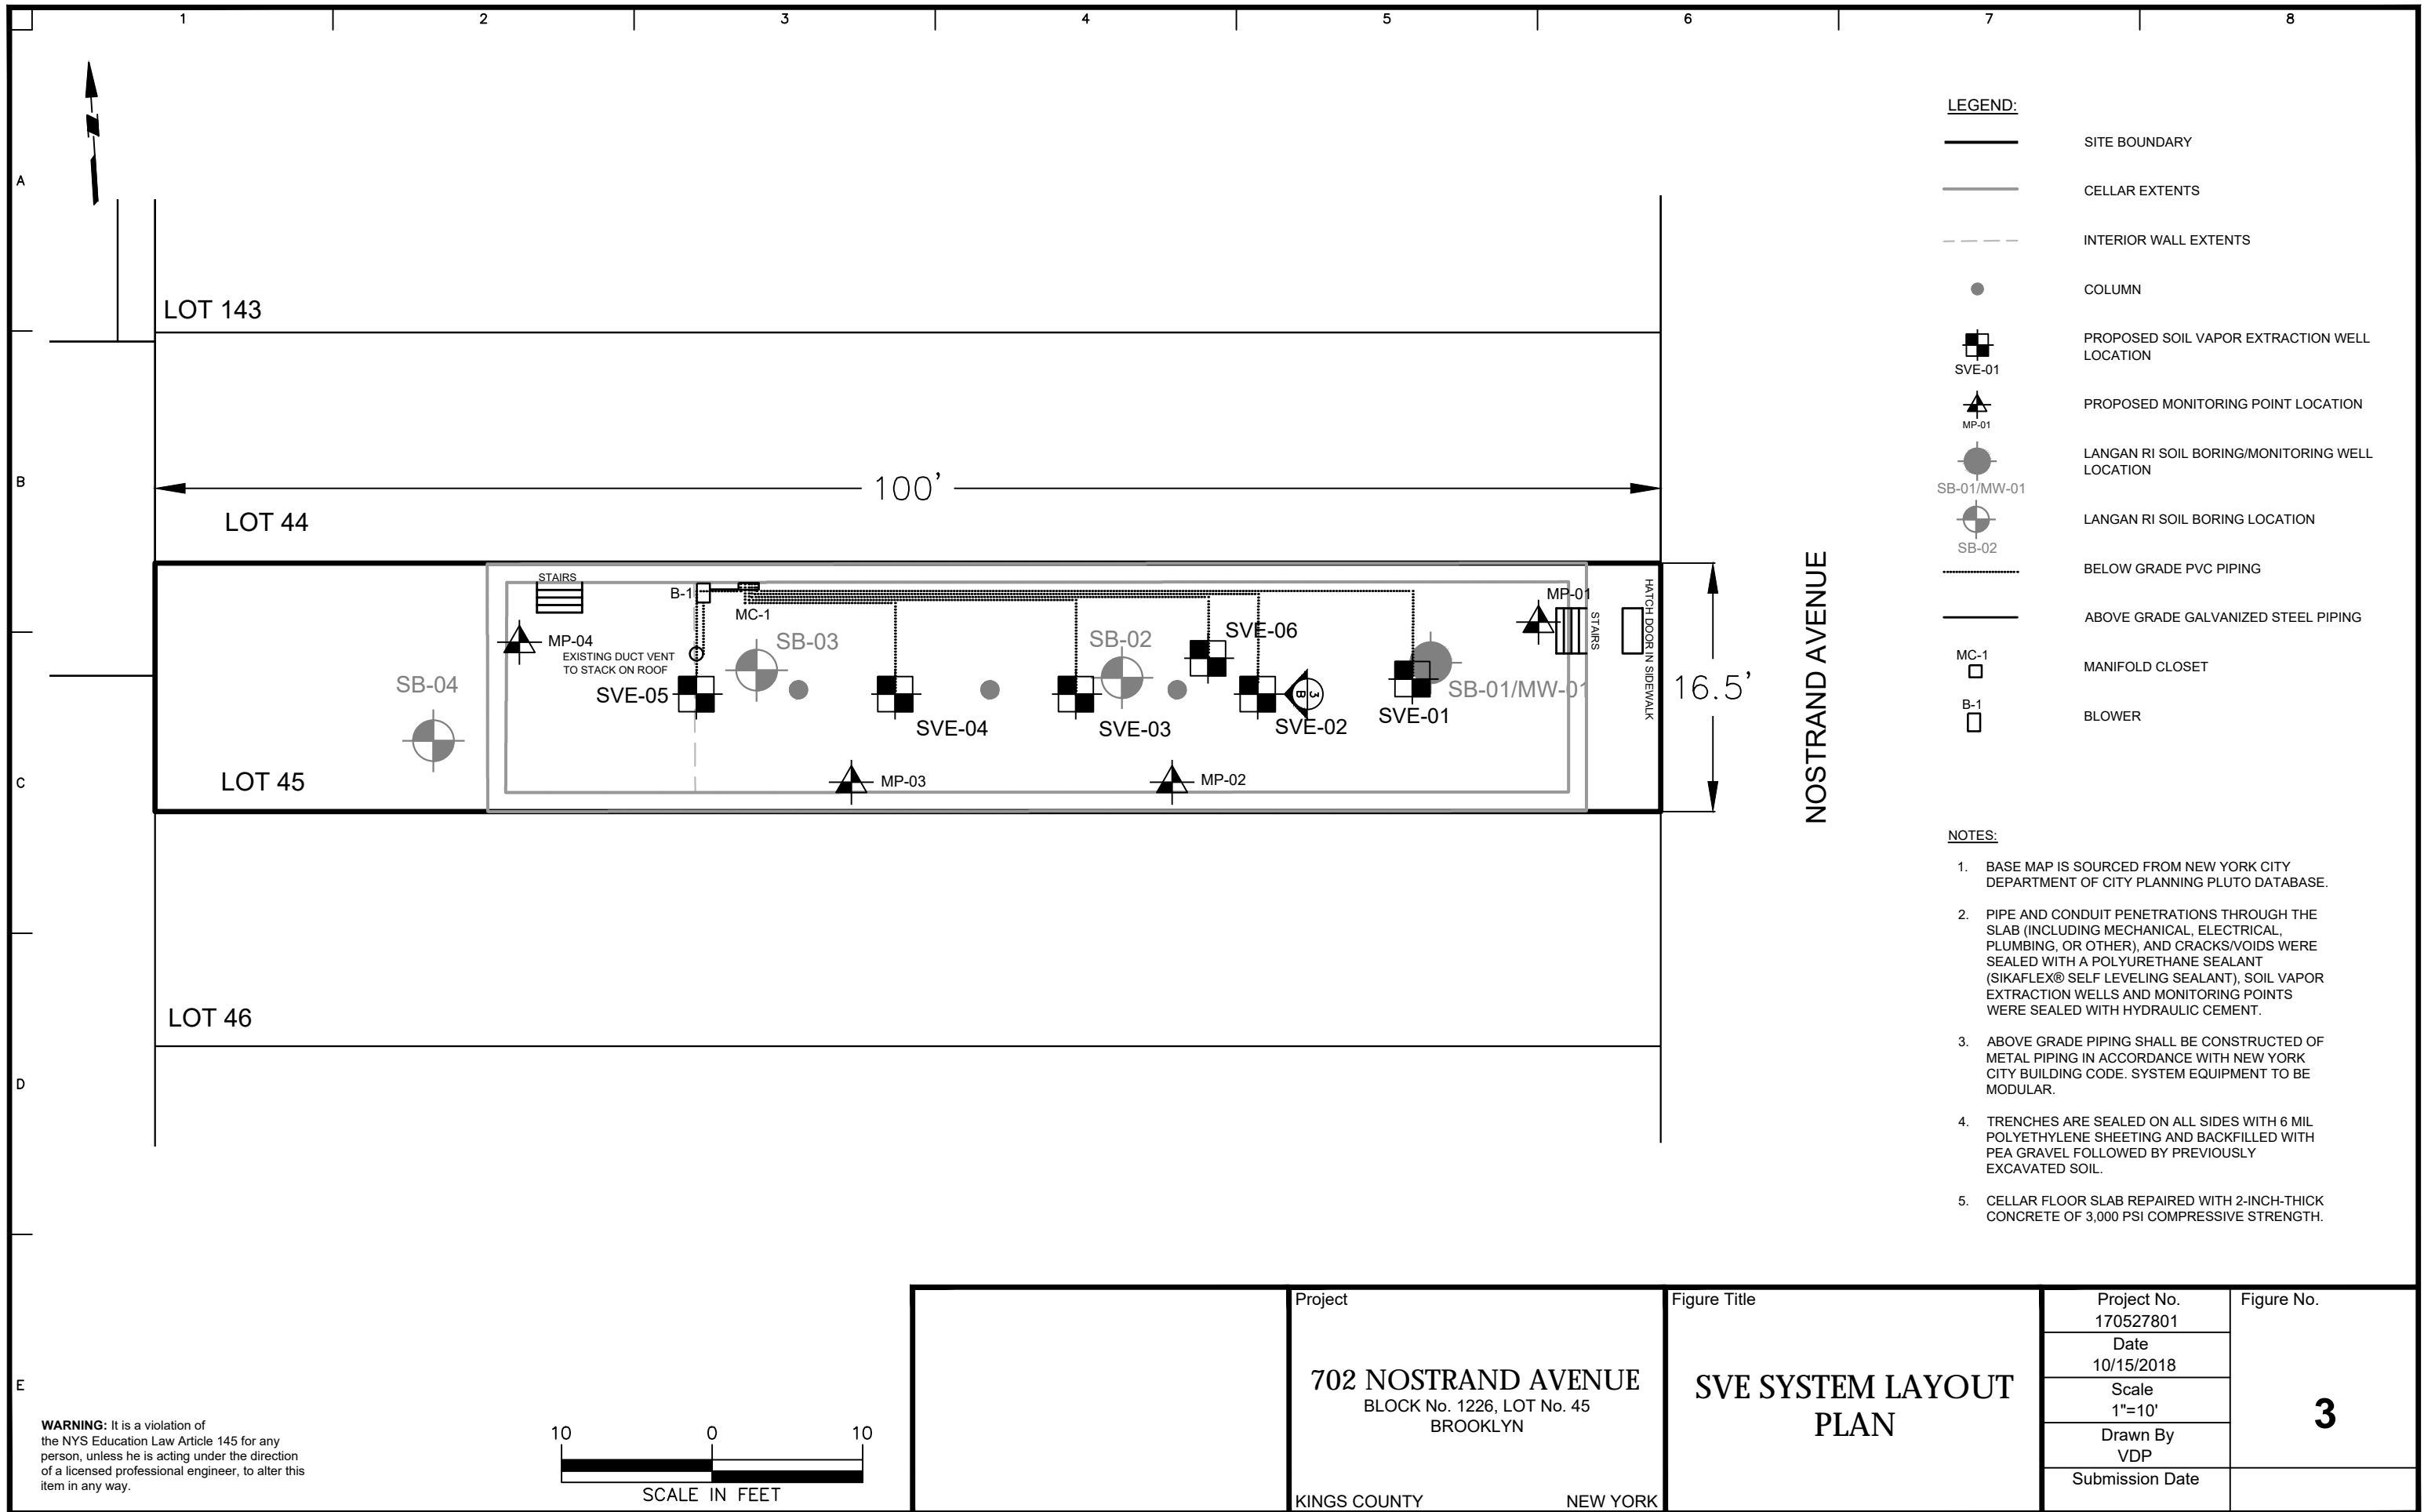 1 2 3 4 5 6 7 8
A
B
C
D
E
LOT 143
100'
LOT 44
STAIRS
B-1
MC-1
MP-04
EXISTING DUCT VENT
TO STACK ON ROOF
SB-03
SB-02
SVE-06
MP-01
STAIRS
HATCH DOOR IN SIDEWALK
SB-04
SVE-05
SVE-04
SVE-03
3
B
SVE-02
SVE-01
SB-01/MW-01
16.5'
NOSTRAND AVENUE
LOT 45
MP-03
MP-02
LOT 46
LEGEND:
SITE BOUNDARY
CELLAR EXTENTS
INTERIOR WALL EXTENTS
COLUMN
PROPOSED SOIL VAPOR EXTRACTION WELL
LOCATION
SVE-01
PROPOSED MONITORING POINT LOCATION
MP-01
LANGAN RI SOIL BORING/MONITORING WELL
LOCATION
SB-01/MW-01
LANGAN RI SOIL BORING LOCATION
SB-02
BELOW GRADE PVC PIPING
ABOVE GRADE GALVANIZED STEEL PIPING
MC-1
MANIFOLD CLOSET
B-1
BLOWER
NOTES:
1. BASE MAP IS SOURCED FROM NEW YORK CITY
DEPARTMENT OF CITY PLANNING PLUTO DATABASE.
2. PIPE AND CONDUIT PENETRATIONS THROUGH THE
SLAB (INCLUDING MECHANICAL, ELECTRICAL,
PLUMBING, OR OTHER), AND CRACKS/VOIDS WERE
SEALED WITH A POLYURETHANE SEALANT
(SIKAFLEX® SELF LEVELING SEALANT), SOIL VAPOR
EXTRACTION WELLS AND MONITORING POINTS
WERE SEALED WITH HYDRAULIC CEMENT.
3. ABOVE GRADE PIPING SHALL BE CONSTRUCTED OF
METAL PIPING IN ACCORDANCE WITH NEW YORK
CITY BUILDING CODE. SYSTEM EQUIPMENT TO BE
MODULAR.
4. TRENCHES ARE SEALED ON ALL SIDES WITH 6 MIL
POLYETHYLENE SHEETING AND BACKFILLED WITH
PEA GRAVEL FOLLOWED BY PREVIOUSLY
EXCAVATED SOIL.
5. CELLAR FLOOR SLAB REPAIRED WITH 2-INCH-THICK
CONCRETE OF 3,000 PSI COMPRESSIVE STRENGTH.
WARNING: It is a violation of
the NYS Education Law Article 145 for any
person, unless he is acting under the direction
of a licensed professional engineer, to alter this
item in any way.
10 0 10
SCALE IN FEET
Project
702 NOSTRAND AVENUE
BLOCK No. 1226, LOT No. 45
BROOKLYN
KINGS COUNTY NEW YORK
Figure Title
SVE SYSTEM LAYOUT
PLAN
Project No.
170527801
Date
10/15/2018
Scale
1"=10'
Drawn By
VDP
Submission Date
Figure No.
3